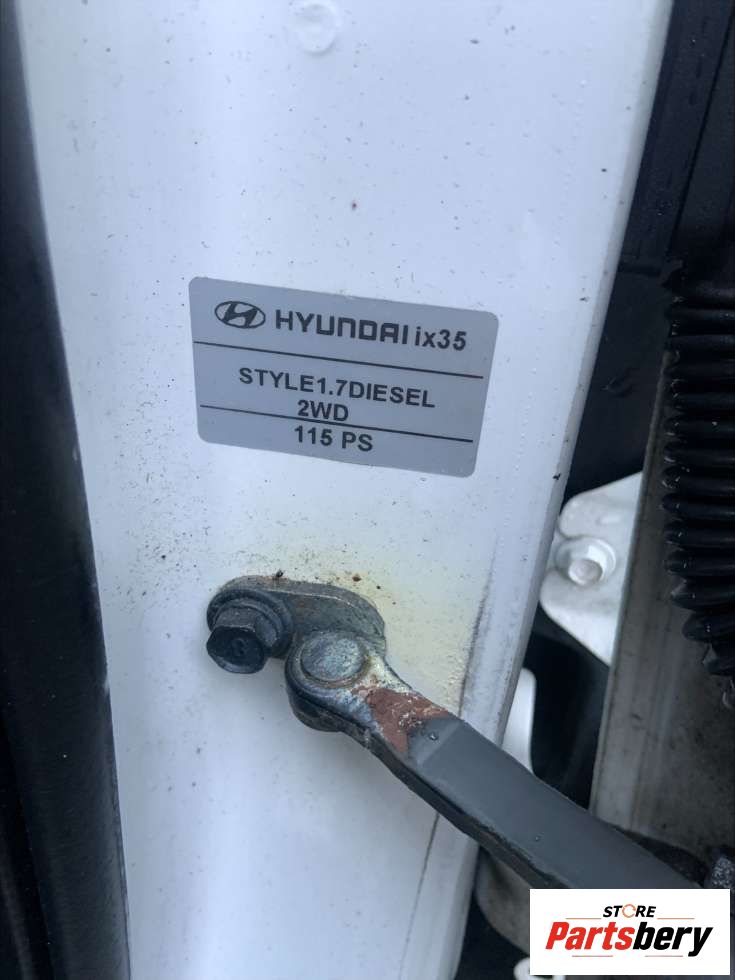 HYUNDAI ix35
STYLE1.7DIESEL
2WD
115 PS
STORE
Partsbery